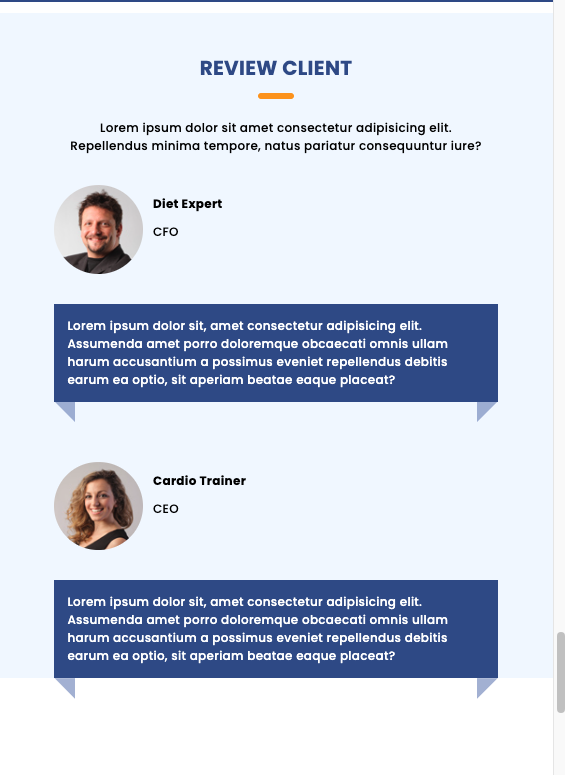 REVIEW CLIENT
Lorem ipsum dolor sit amet consectetur adipisicing elit.
Repellendus minima tempore, natus pariatur consequuntur iure?
Diet Expert
CFO
Lorem ipsum dolor sit, amet consectetur adipisicing elit.
Assumenda amet porro doloremque obcaecati omnis ullam
harum accusantium a possimus eveniet repellendus debitis
earum ea optio, sit aperiam beatae eaque placeat?
Cardio Trainer
CEO
Lorem ipsum dolor sit, amet consectetur adipisicing elit.
Assumenda amet porro doloremque obcaecati omnis ullam
harum accusantium a possimus eveniet repellendus debitis
earum ea optio, sit aperiam beatae eaque placeat?